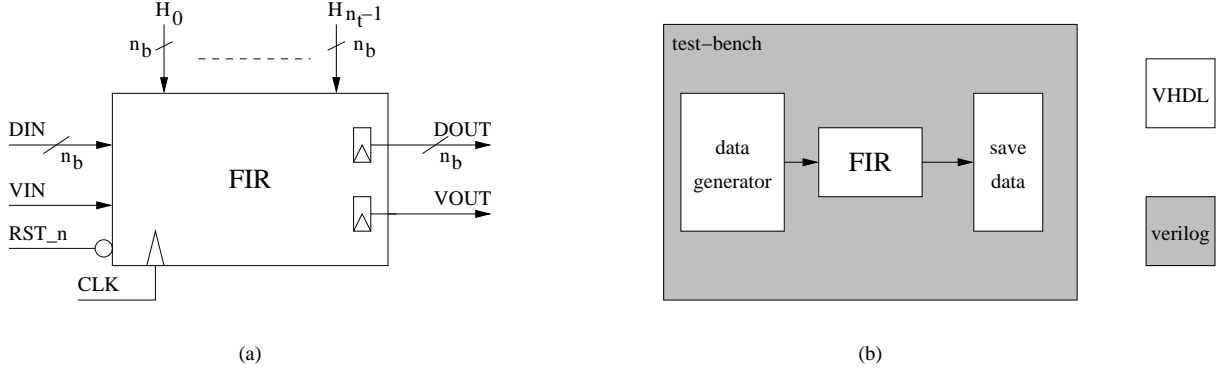 H0 Hnt−1
nb nb
DIN
nb
VIN
RST_n
CLK
FIR
DOUT
nb
VOUT
(a)
test−bench
data
generator
FIR
save
data
(b)
VHDL
verilog